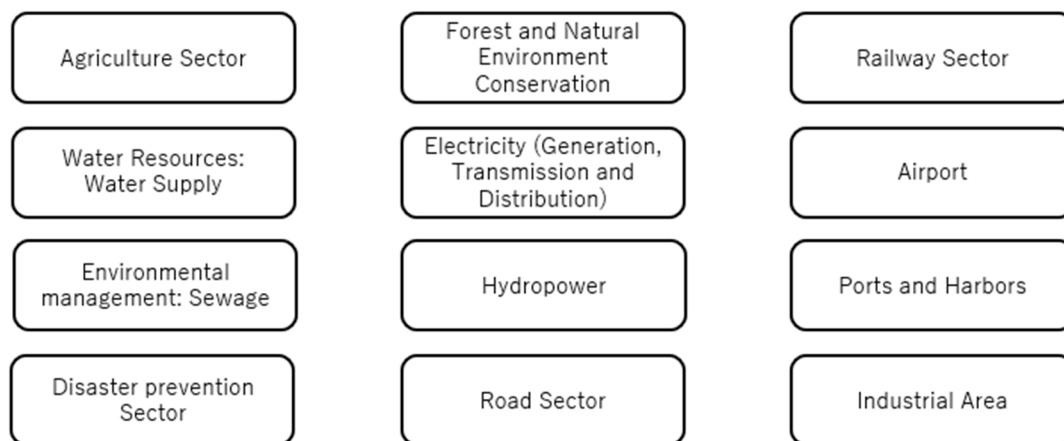 Agriculture Sector
Forest and Natural
Environment
Conservation
Railway Sector
Water Resources:
Water Supply
Electricity (Generation,
Transmission and
Distribution)
Airport
Environmental
management: Sewage
Hydropower
Ports and Harbors
Disaster prevention
Sector
Road Sector
Industrial Area